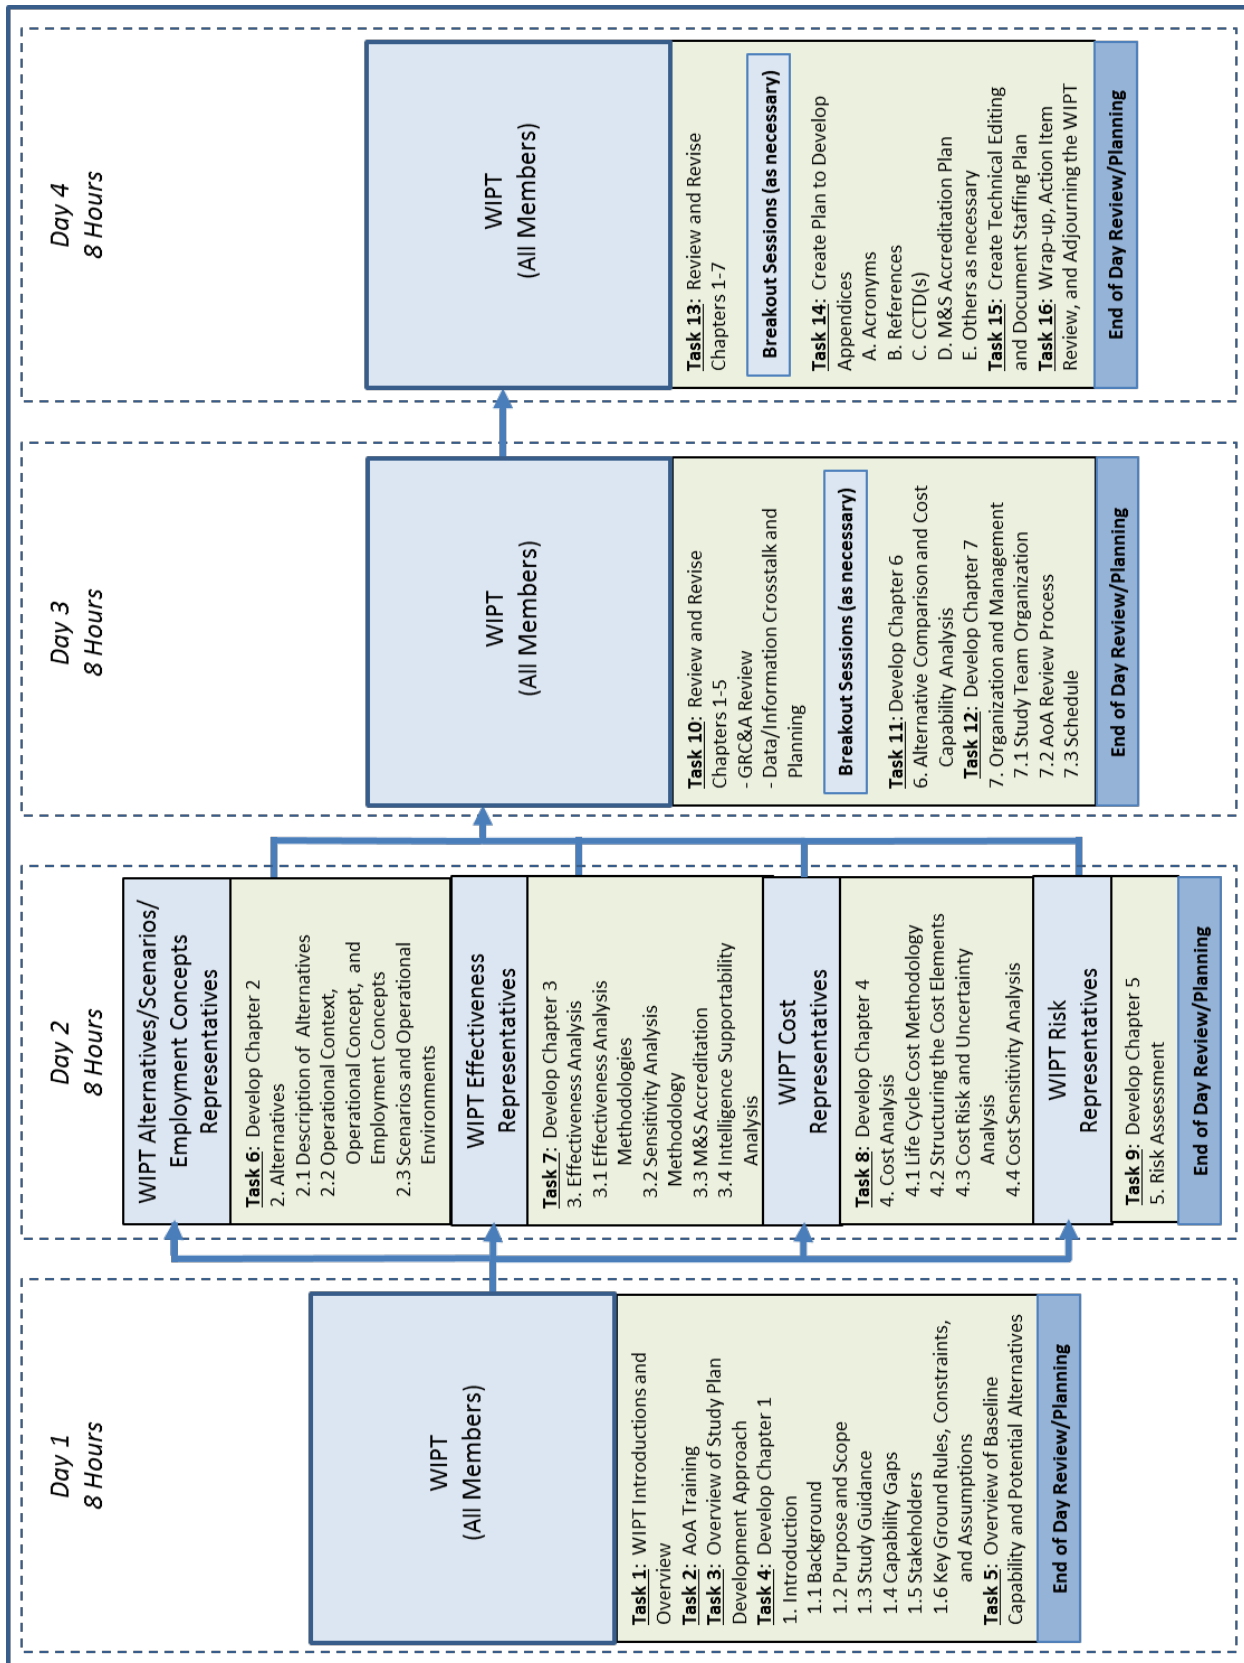 Day 1
8 Hours
WIPT
(All Members)
Task 1: WIPT Introductions and
Overview
Task 2: AoA Training
Task 3: Overview of Study Plan
Development Approach
Task 4: Develop Chapter 1
1. Introduction
1.1 Background
1.2 Purpose and Scope
1.3 Study Guidance
1.4 Capability Gaps
1.5 Stakeholders
1.6 Key Ground Rules, Constraints,
and Assumptions
Task 5: Overview of Baseline
Capability and Potential Alternatives
End of Day Review/Planning
Day 2
8 Hours
WIPT Alternatives/Scenarios/
Employment Concepts
Representatives
Task 6: Develop Chapter 2
2. Alternatives
2.1 Description of Alternatives
2.2 Operational Context,
Operational Concept, and
Employment Concepts
2.3 Scenarios and Operational
Environments
WIPT Effectiveness
Representatives
Task 7: Develop Chapter 3
3. Effectiveness Analysis
3.1 Effectiveness Analysis
Methodologies
3.2 Sensitivity Analysis
Methodology
3.3 M&S Accreditation
3.4 Intelligence Supportability
Analysis
WIPT Cost
Representatives
Task 8: Develop Chapter 4
4. Cost Analysis
4.1 Life Cycle Cost Methodology
4.2 Structuring the Cost Elements
4.3 Cost Risk and Uncertainty
Analysis
4.4 Cost Sensitivity Analysis
WIPT Risk
Representatives
Task 9: Develop Chapter 5
5. Risk Assessment
End of Day Review/Planning
Day 3
8 Hours
WIPT
(All Members)
Task 10: Review and Revise
Chapters 1-5
- GRC&A Review
- Data/Information Crosstalk and
Planning
Breakout Sessions (as necessary)
Task 11: Develop Chapter 6
6. Alternative Comparison and Cost
Capability Analysis
Task 12: Develop Chapter 7
7. Organization and Management
7.1 Study Team Organization
7.2 AoA Review Process
7.3 Schedule
End of Day Review/Planning
Day 4
8 Hours
WIPT
(All Members)
Task 13: Review and Revise
Chapters 1-7
Breakout Sessions (as necessary)
Task 14: Create Plan to Develop
Appendices
A. Acronyms
B. References
C. CCTD(s)
D. M&S Accreditation Plan
E. Others as necessary
Task 15: Create Technical Editing
and Document Staffing Plan
Task 16: Wrap-up, Action Item
Review, and Adjourning the WIPT
End of Day Review/Planning